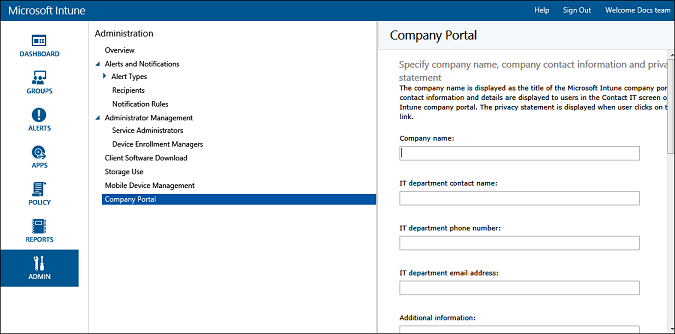 Microsoft Intune
Help Sign Out Welcome Docs team
DASHBOARD
GROUPS
ALERTS
APPS
POLICY
REPORTS
ADMIN
Administration
Overview
Alerts and Notifications
Alert Types
Recipients
Notification Rules
Administrator Management
Service Administrators
Device Enrollment Managers
Client Software Download
Storage Use
Mobile Device Management
Company Portal
Company Portal
Specify company name, company contact information and priva
statement
The company name is displayed as the title of the Microsoft Intune company por
contact information and details are displayed to users in the Contact IT screen o
Intune company portal. The privacy statement is displayed when user clicks on t
link.
Company name:
IT department contact name:
IT department phone number:
IT department email address:
Additional information: